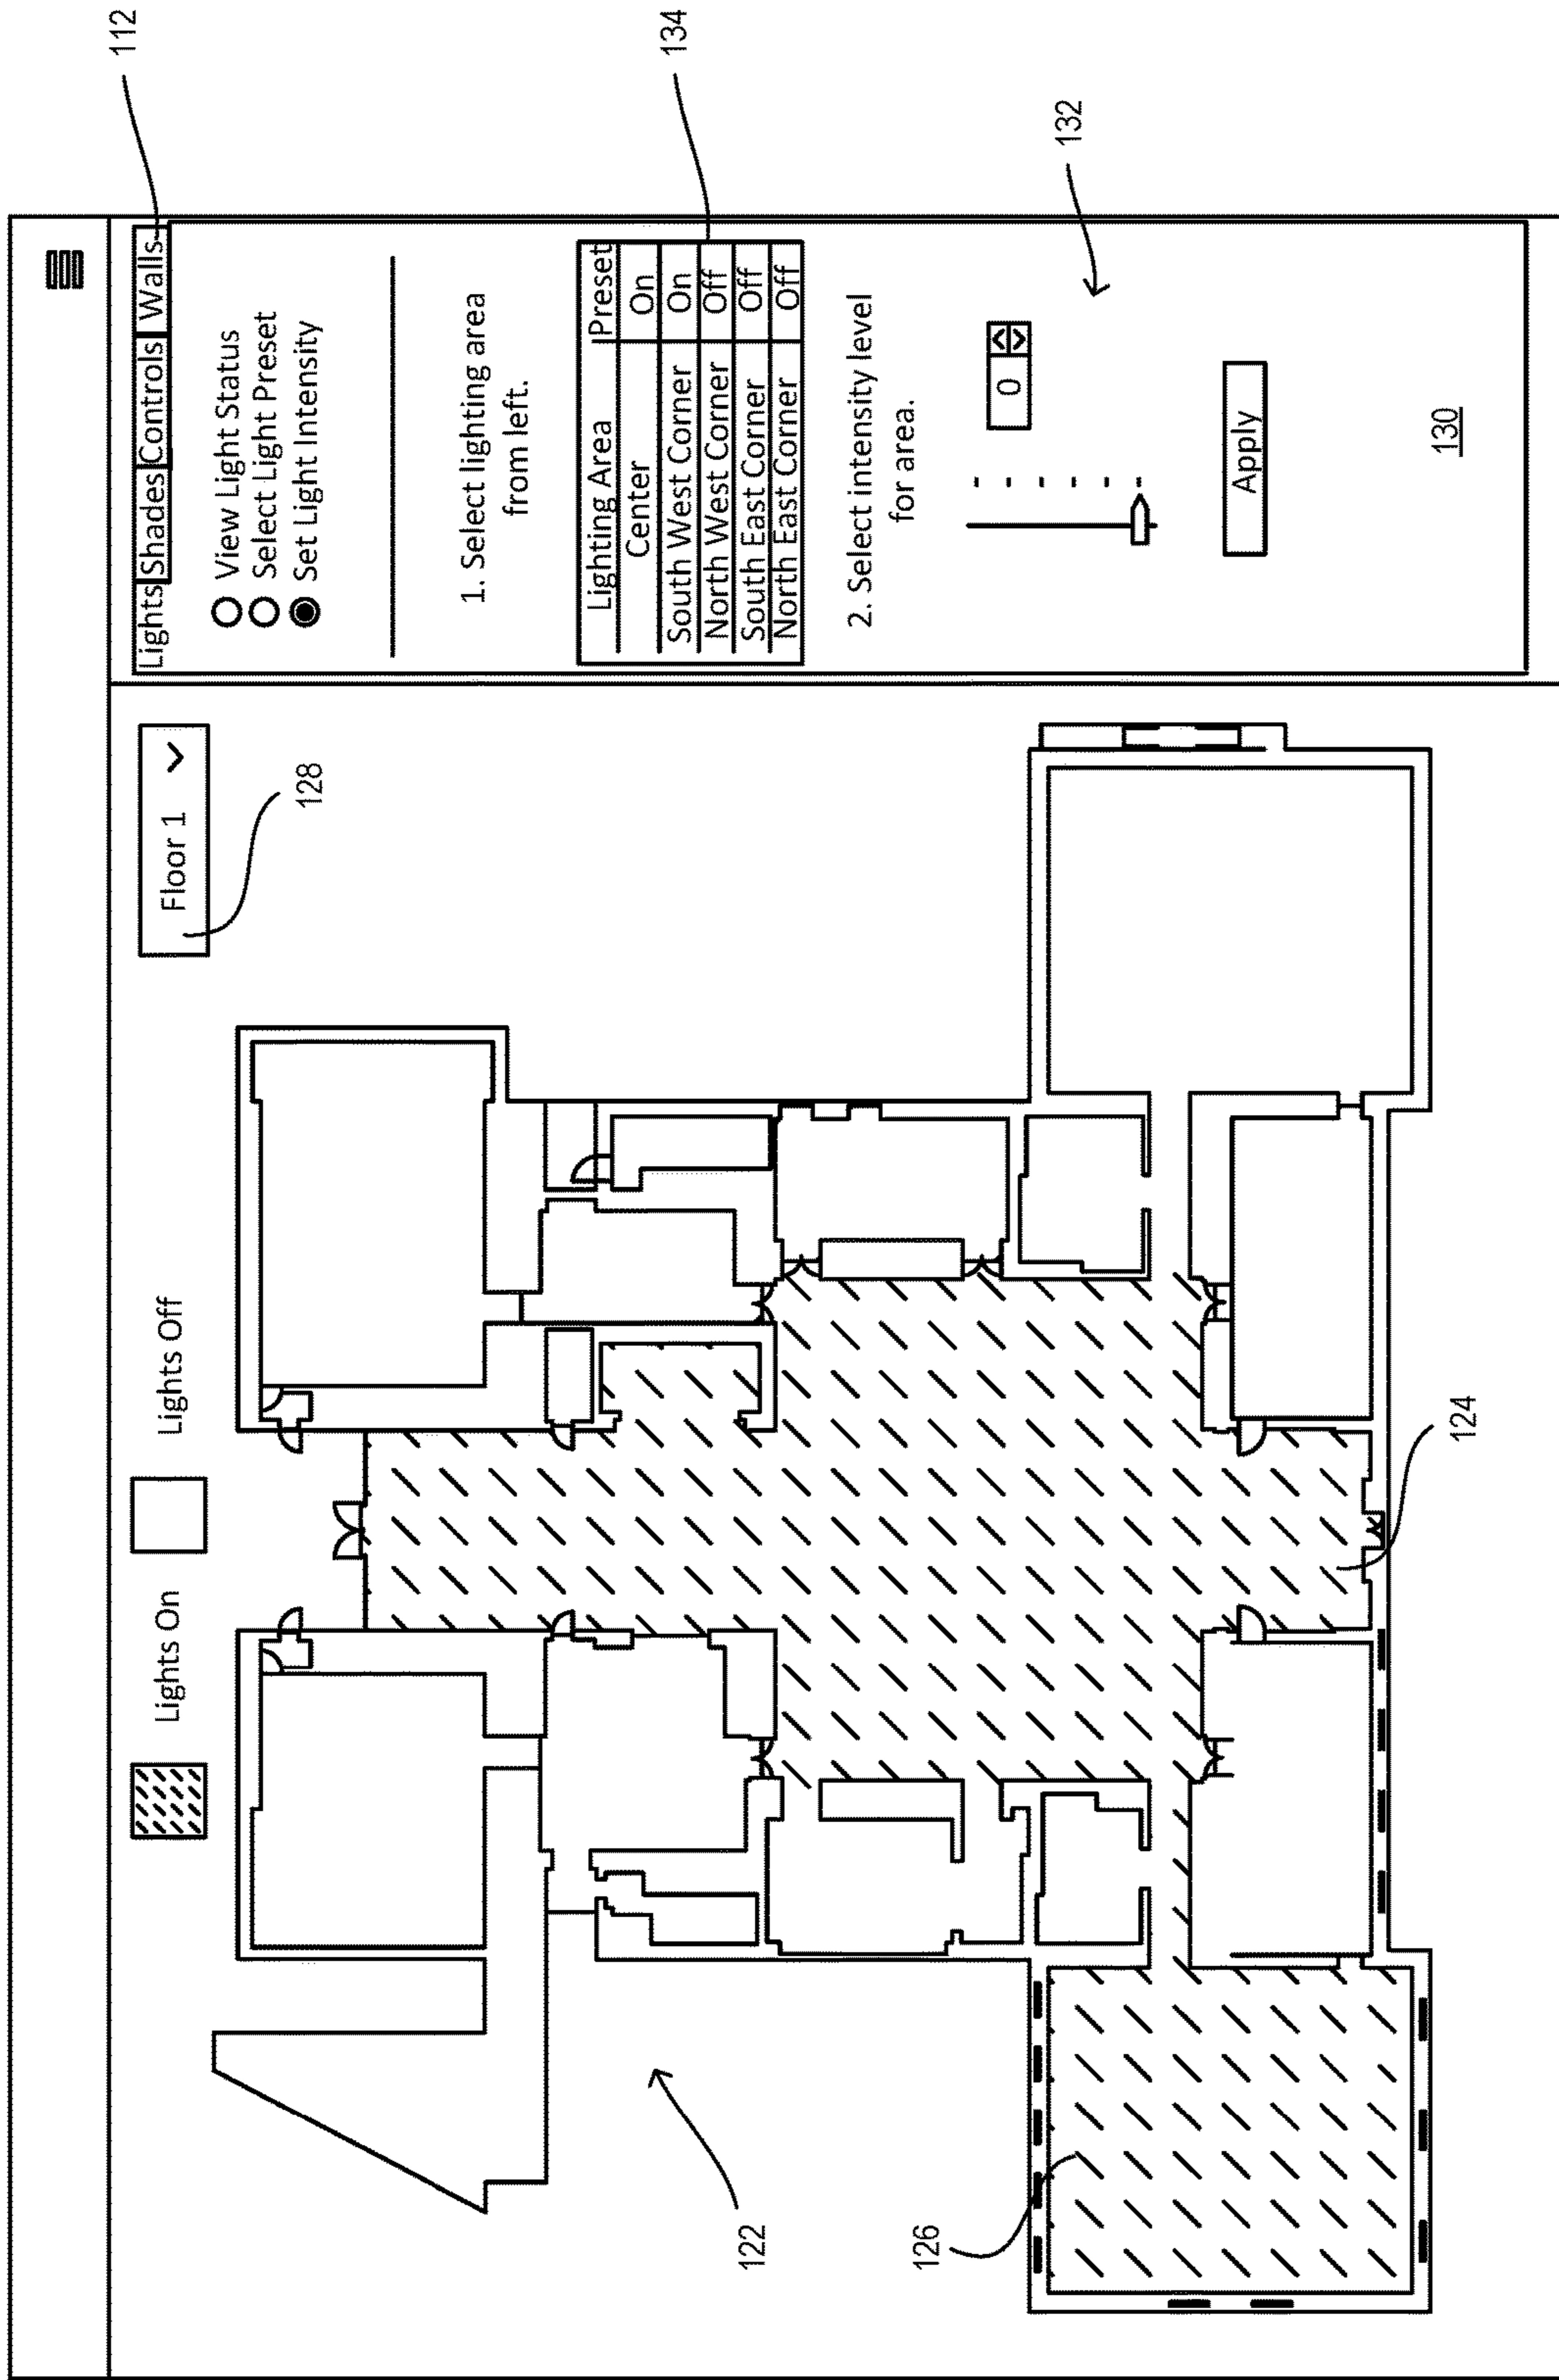 Lights On
Lights Off
Floor 1
128
122
126
124
Lights Shades Controls Walls
112
View Light Status
Select Light Preset
Set Light Intensity
1. Select lighting area
from left.
Lighting Area Preset
Center On
South West Corner On
North West Corner Off
South East Corner Off
North East Corner Off
134
2. Select intensity level
for area.
0
132
Apply
130